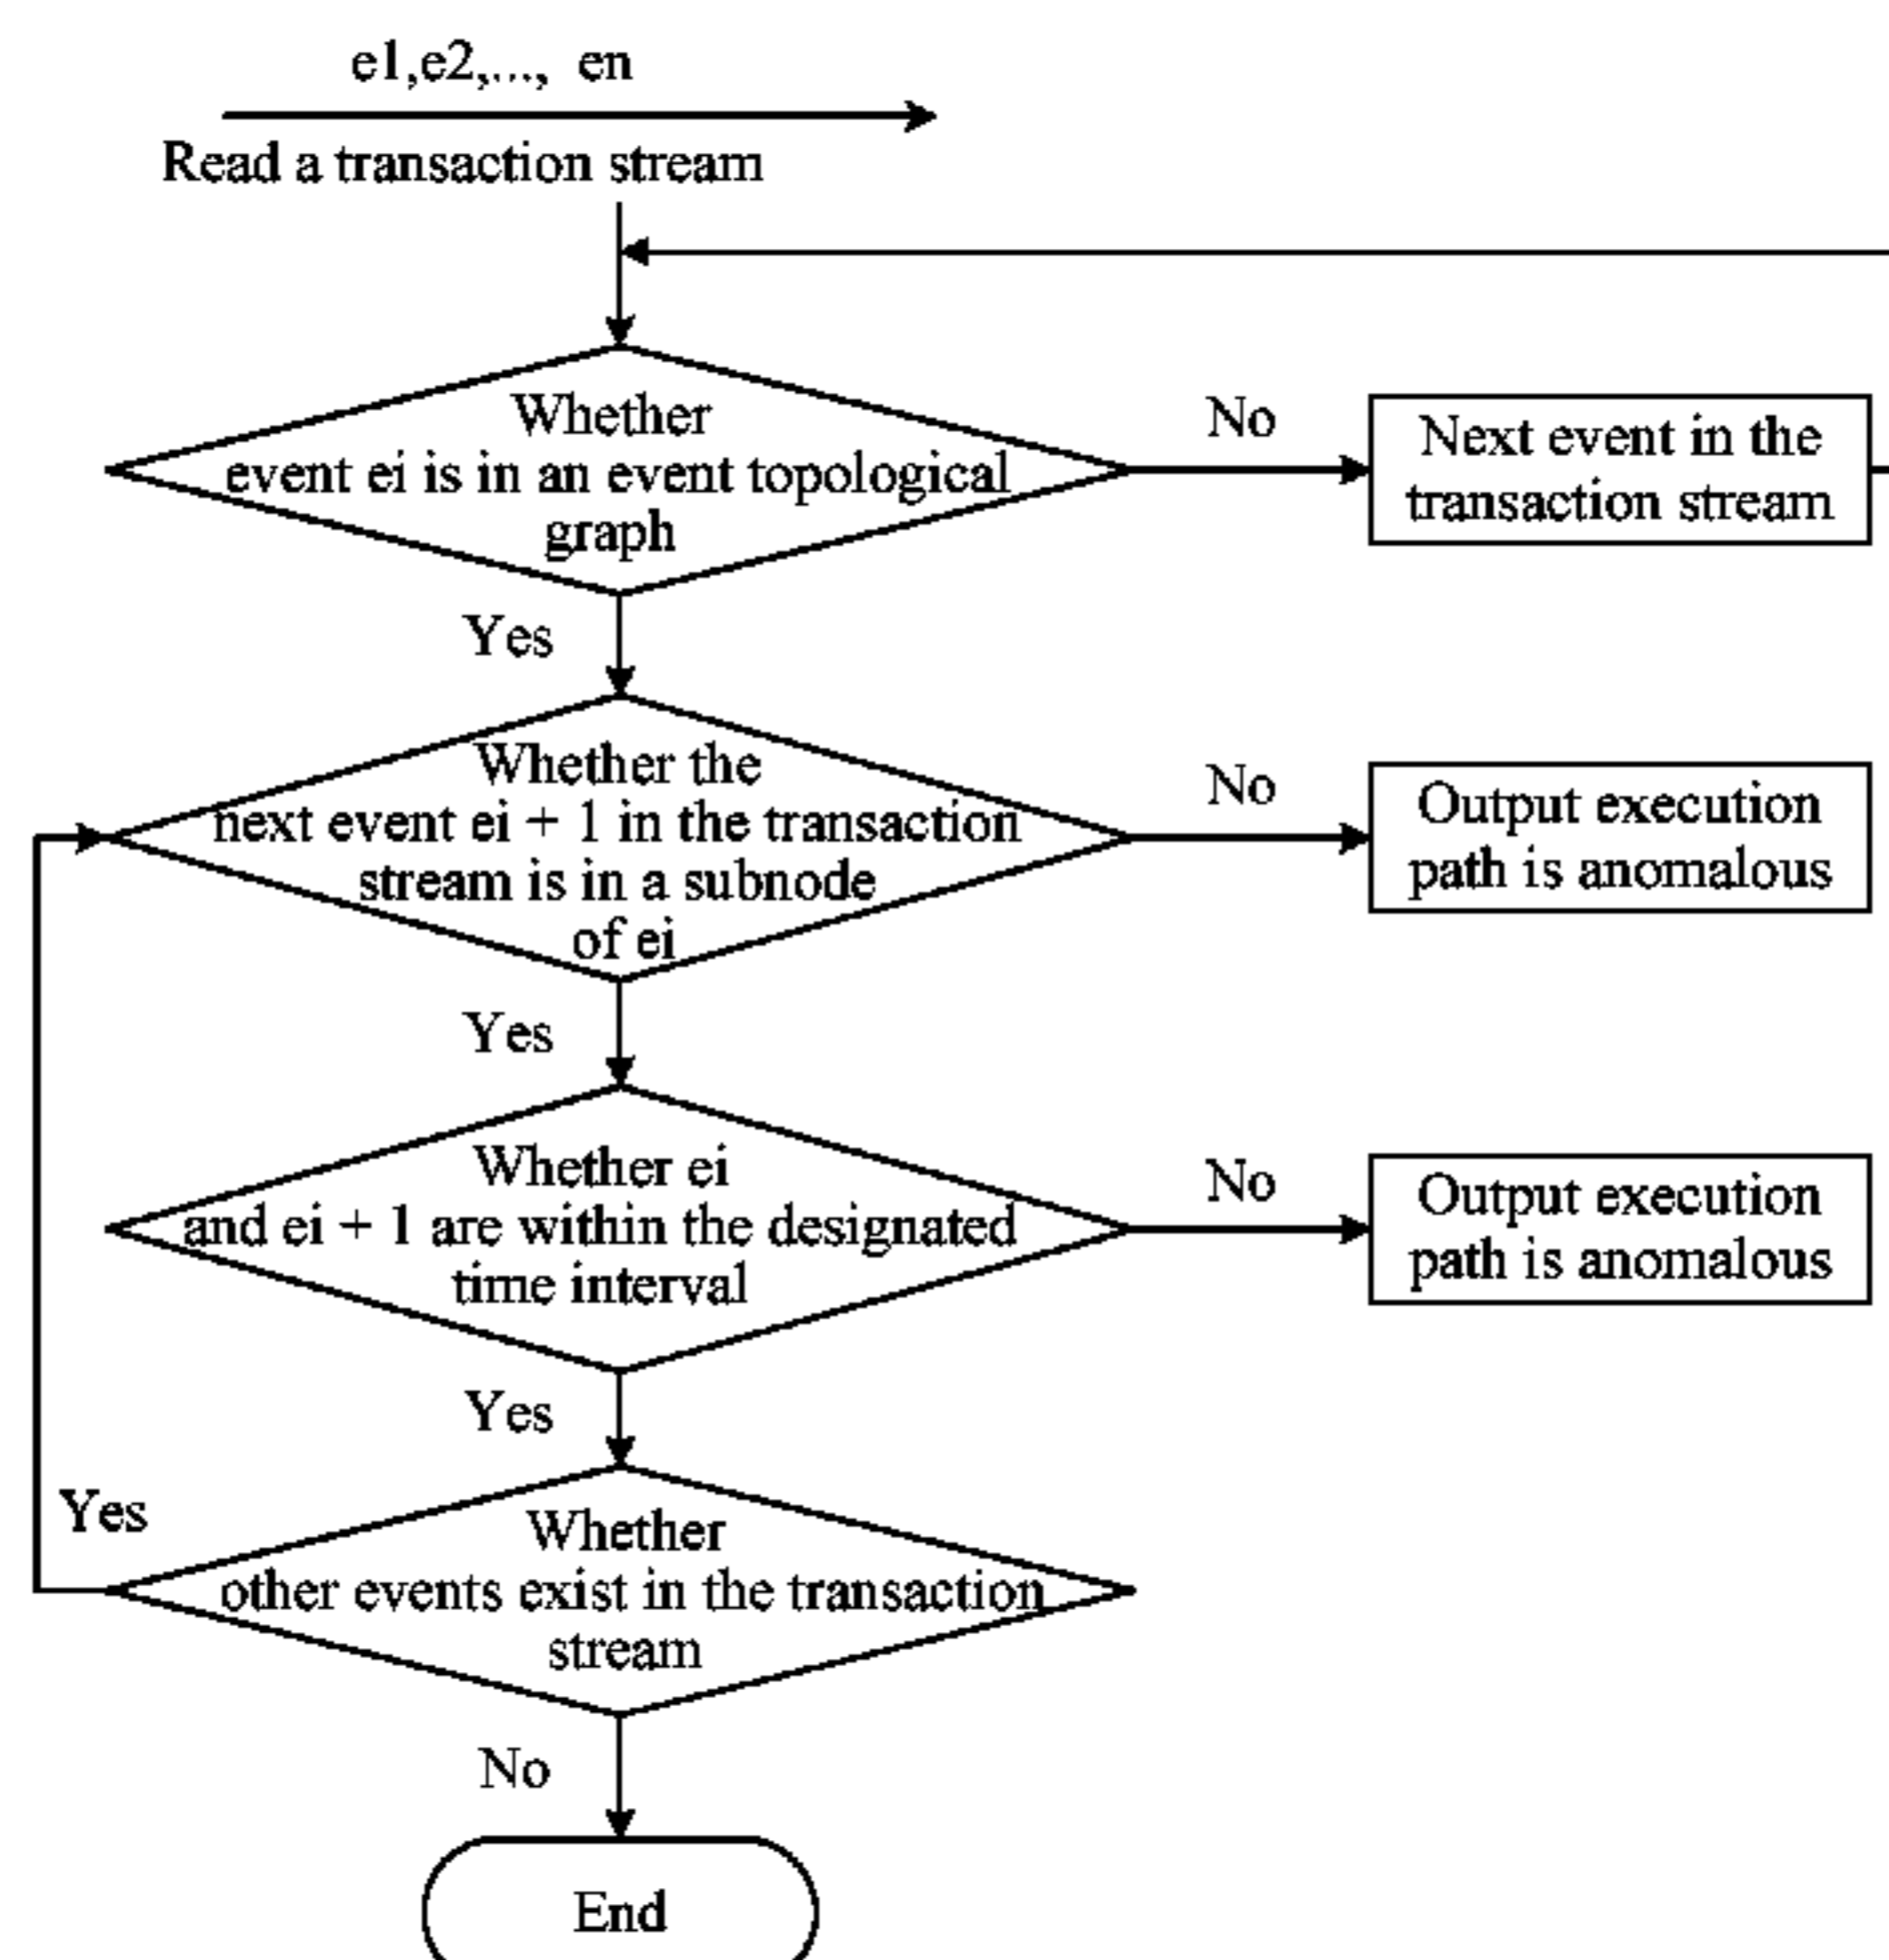 e1,e2,..., en
Read a transaction stream
Whether
event ei is in an event topological
graph
No
Next event in the
transaction stream
Yes
Whether the
next event ei + 1 in the transaction
stream is in a subnode
of ei
No
Output execution
path is anomalous
Yes
Whether ei
and ei + 1 are within the designated
time interval
No
Output execution
path is anomalous
Yes
Yes
Whether
other events exist in the transaction
stream
No
End